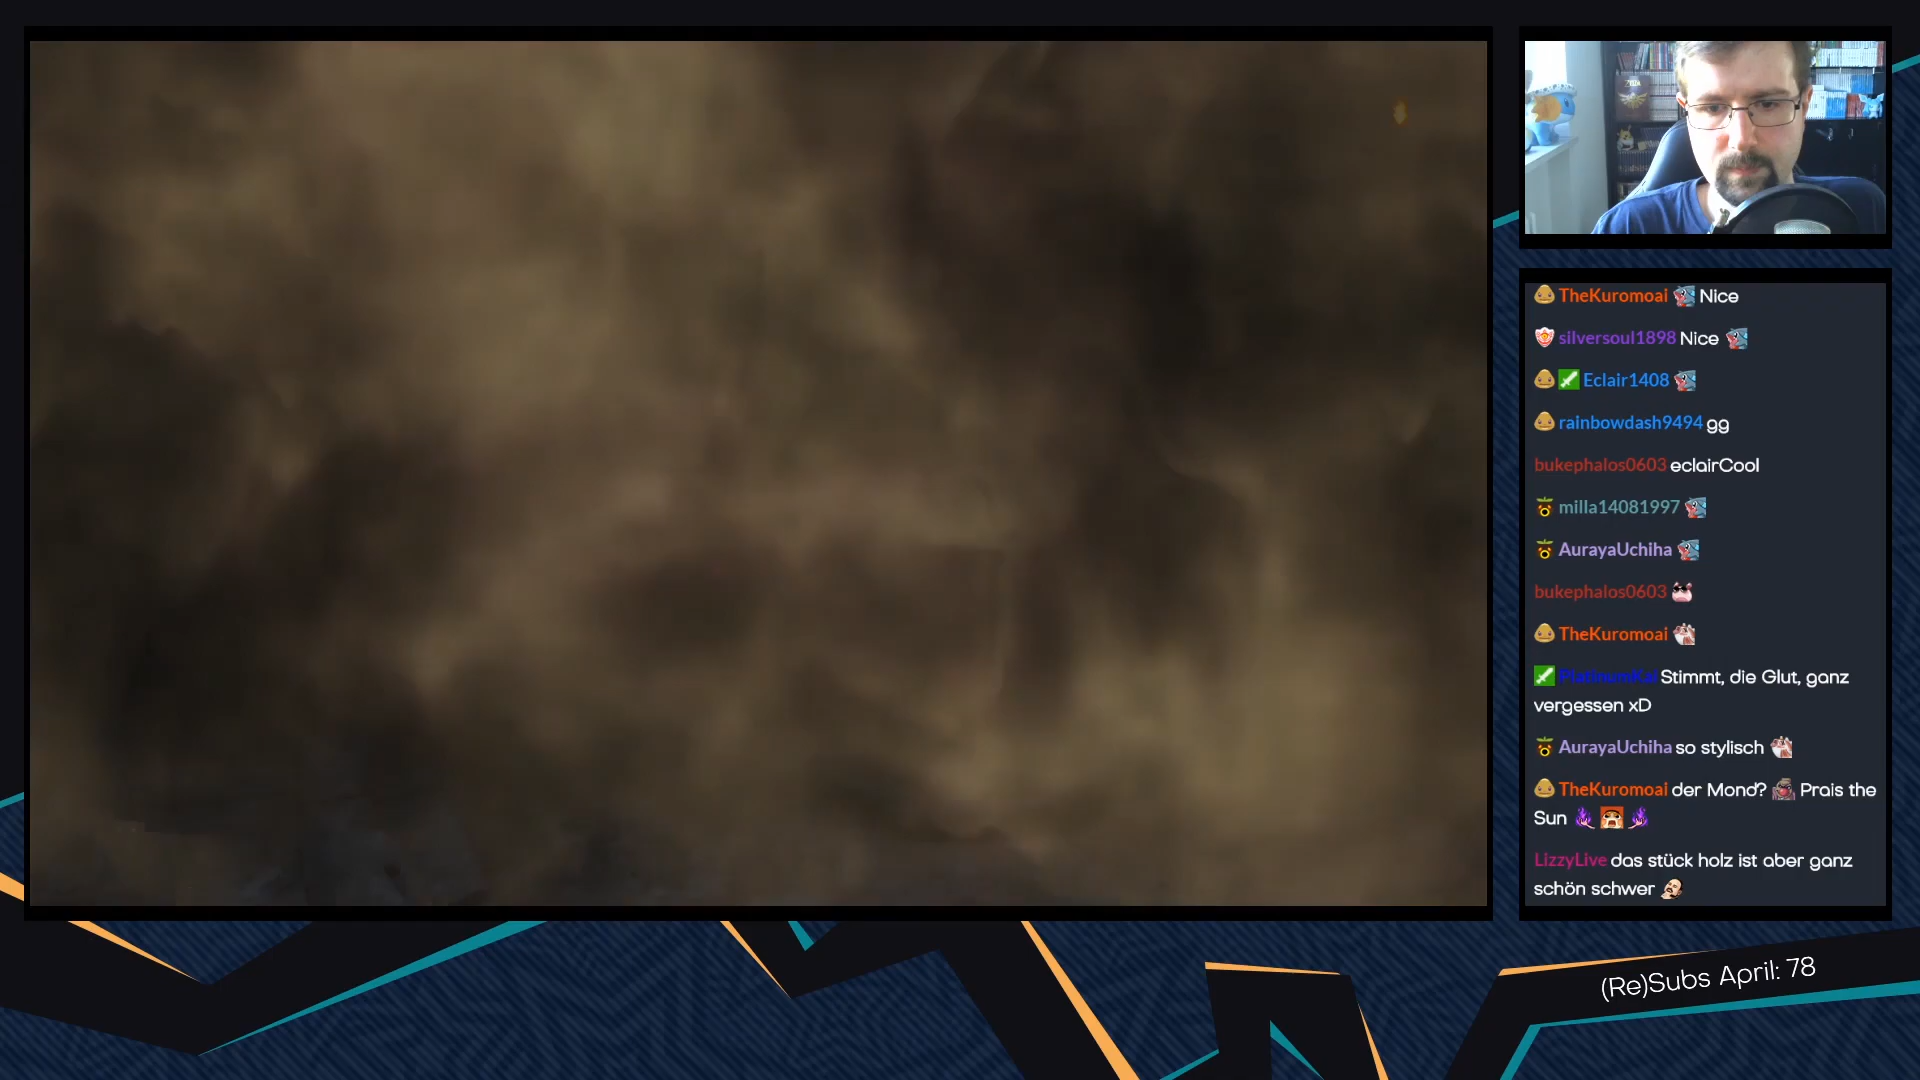 TheKuromoai Nice
silversoul1898 Nice
Eclair1408
rainbowdash9494 gg
bukephalos0603 eclairCool
milla14081997
AurayaUchiha
bukephalos0603
TheKuromoai
PlatinumKai Stimmt, die Glut, ganz
vergessen xD
AurayaUchiha so stylisch
TheKuromoai der Mond? Prais the
Sun
LizzyLive das stück holz ist aber ganz
schön schwer
(Re)Subs April: 78